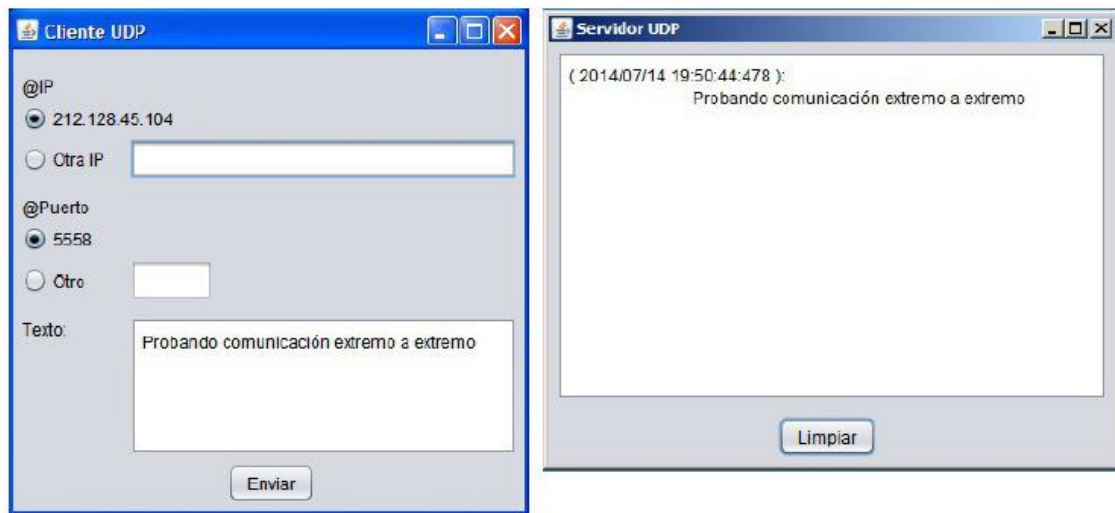 Cliente UDP
@IP
212.128.45.104
Otra IP
@Puerto
5558
Otro
Texto:
Probando comunicación extremo a extremo
Enviar
Servidor UDP
( 2014/07/14 19:50:44:478 ):
Probando comunicación extremo a extremo
Limpiar